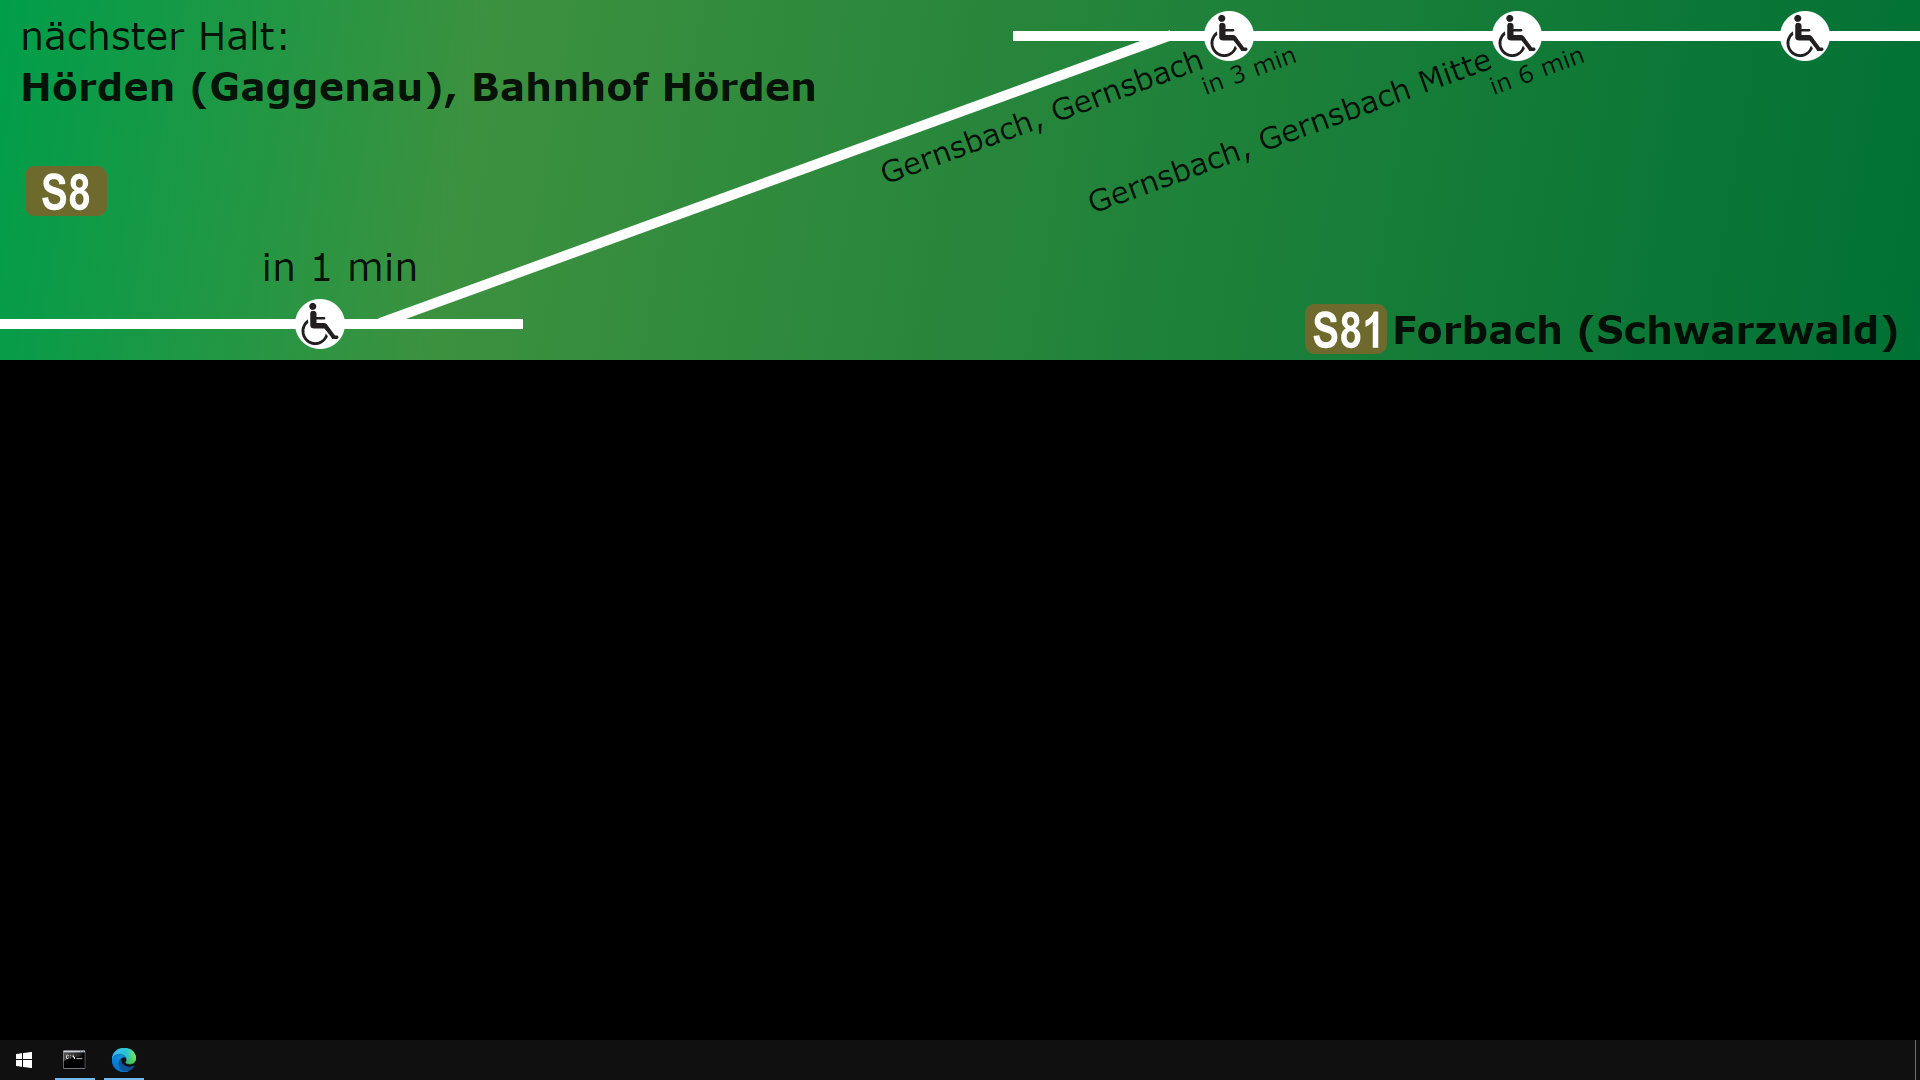 nächster Halt:
Hörden (Gaggenau), Bahnhof Hörden
S8
in 1 min
Gernsbach, Gernsbach
in 3 min
Gernsbach, Gernsbach Mitte
in 6 min
S81 Forbach (Schwarzwald)